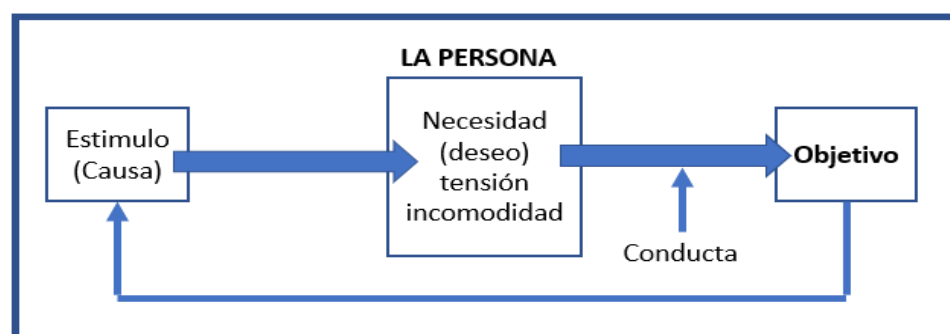 LA PERSONA
Estimulo
(Causa)
Necesidad
(deseo)
tensión
incomodidad
Objetivo
Conducta